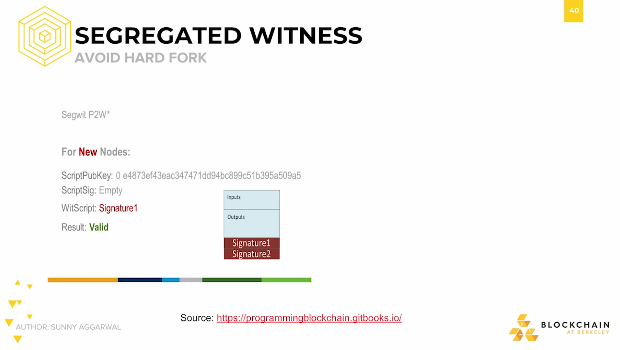 40
SEGREGATED WITNESS
AVOID HARD FORK
Segwit P2W*
For New Nodes:
ScriptPubKey: 0 e4873ef43eac347471dd94bc899c51b395a509a5
ScriptSig: Empty
WitScript: Signature1
Result: Valid
Inputs
Outputs
Signature1
Signature2
Source: https://programmingblockchain.gitbooks.io/
AUTHOR: SUNNY AGGARWAL
BLOCKCHAIN
AT BERKELEY